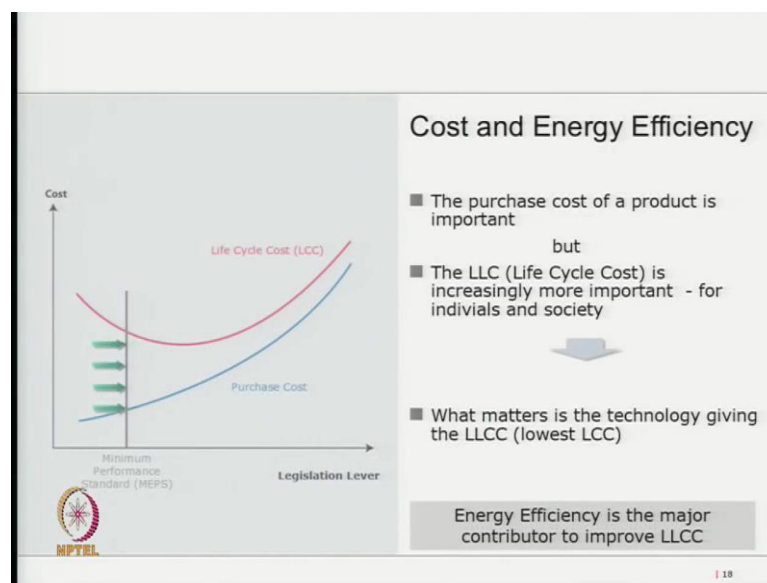 Cost and Energy Efficiency
Cost
Life Cycle Cost (LCC)
Purchase Cost
Minimum
Performance
Standard (MEPS)
Legislation Lever
The purchase cost of a product is
important
but
The LLC (Life Cycle Cost) is
increasingly more important - for
indivials and society
What matters is the technology giving
the LLCC (lowest LCC)
Energy Efficiency is the major
contributor to improve LLCC
NPTEL
| 18